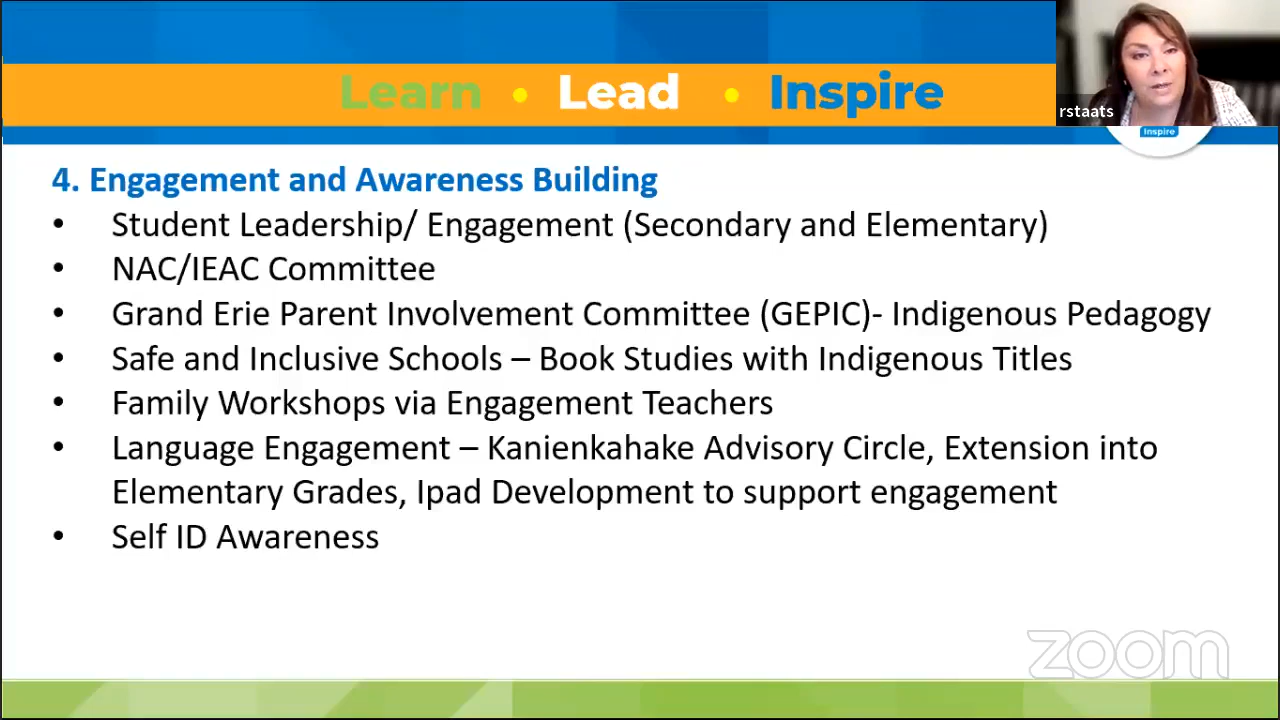 Learn • Lead • Inspire
rstaats
Inspire
4. Engagement and Awareness Building
• Student Leadership/ Engagement (Secondary and Elementary)
• NAC/IEAC Committee
• Grand Erie Parent Involvement Committee (GEPIC)- Indigenous Pedagogy
• Safe and Inclusive Schools – Book Studies with Indigenous Titles
• Family Workshops via Engagement Teachers
• Language Engagement – Kanienkahake Advisory Circle, Extension into
Elementary Grades, Ipad Development to support engagement
• Self ID Awareness
zoom